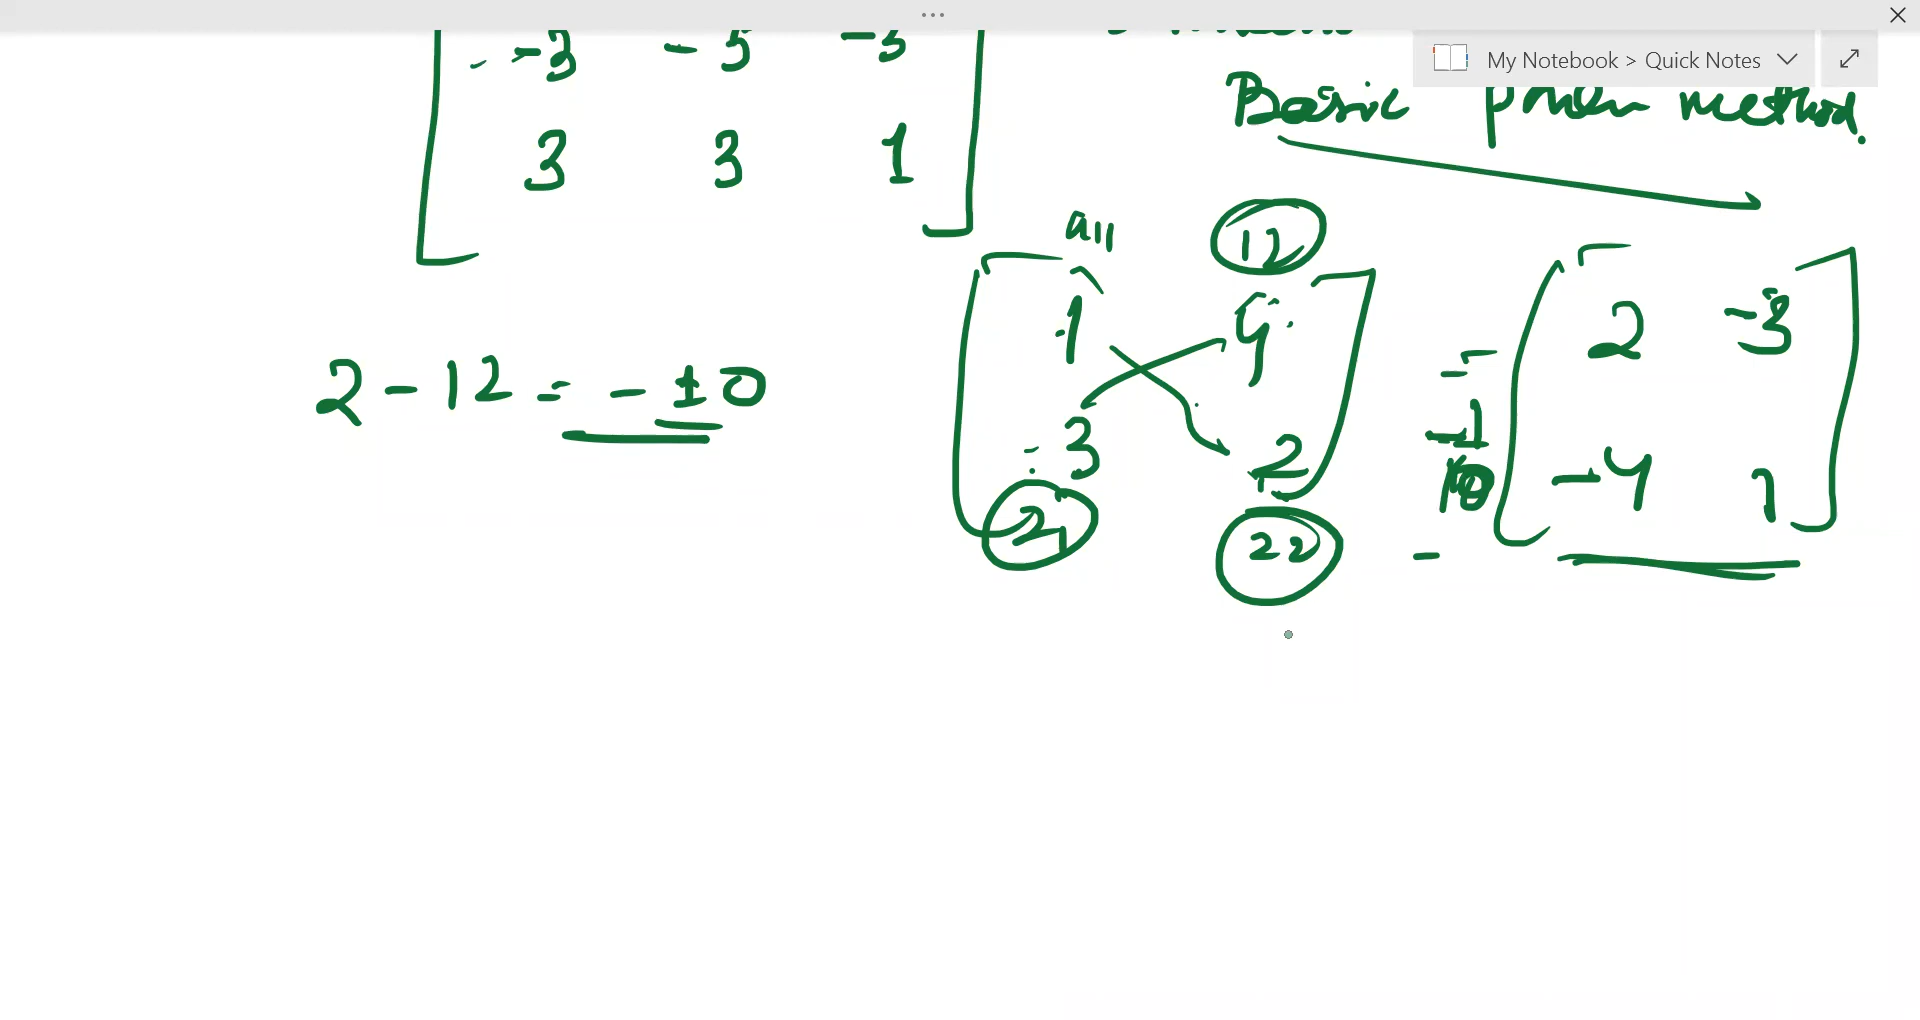 My Notebook > Quick Notes
-3 -5 -3
Basic power method.
3 3 1
a11 12
1 4
2 -3
2 - 12 = - 10
=
-1
10
3 2
-4 1
21 22